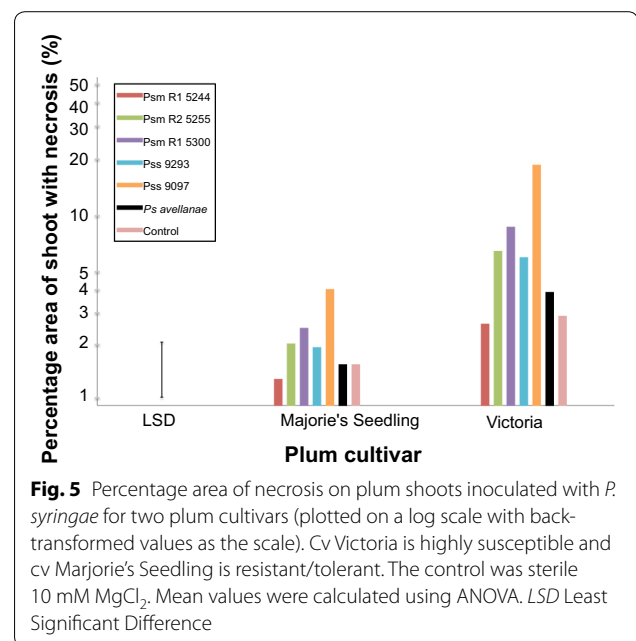 Percentage area of shoot with necrosis (%)
50
40
30
20
10
5
4
3
2
1
Psm R1 5244
Psm R2 5255
Psm R1 5300
Pss 9293
Pss 9097
Ps avellanae
Control
LSD
Majorie's Seedling
Victoria
Plum cultivar
Fig. 5 Percentage area of necrosis on plum shoots inoculated with P.
syringae for two plum cultivars (plotted on a log scale with back-
transformed values as the scale). Cv Victoria is highly susceptible and
cv Marjorie’s Seedling is resistant/tolerant. The control was sterile
10 mM MgCl2. Mean values were calculated using ANOVA. LSD Least
Significant Difference